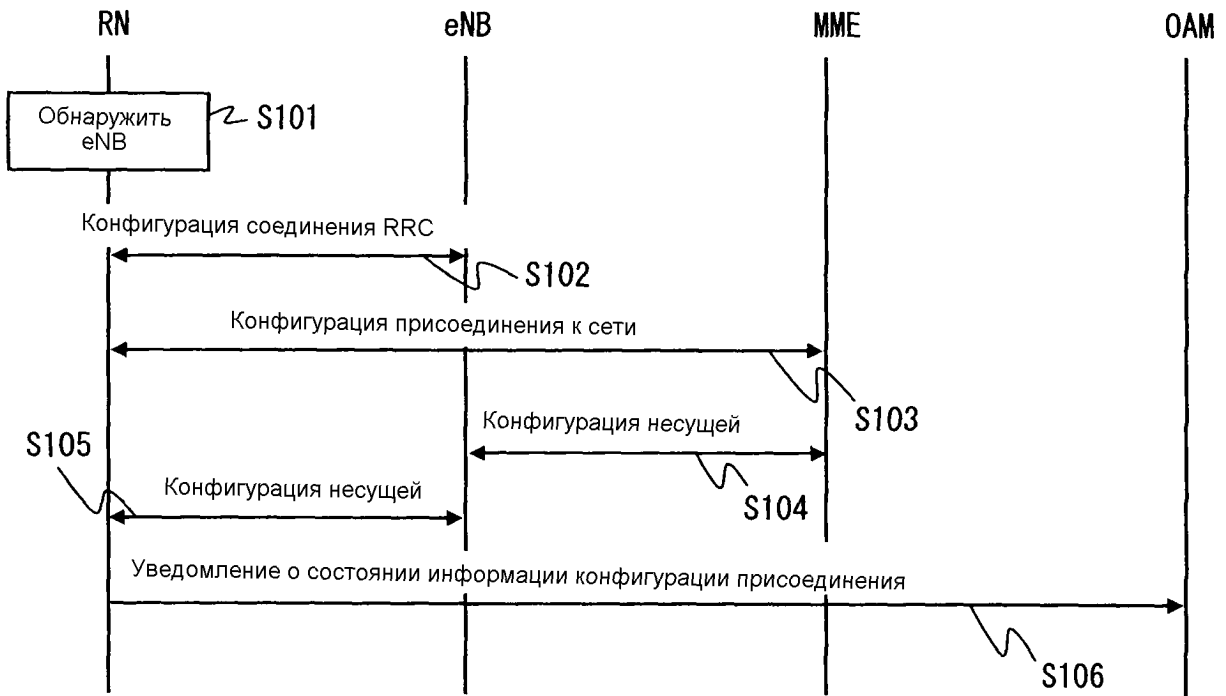 RN
eNB
MME
OAM
Обнаружить
eNB
S101
Конфигурация соединения RRC
S102
Конфигурация присоединения к сети
S103
Конфигурация несущей
S104
S105
Конфигурация несущей
Уведомление о состоянии информации конфигурации присоединения
S106